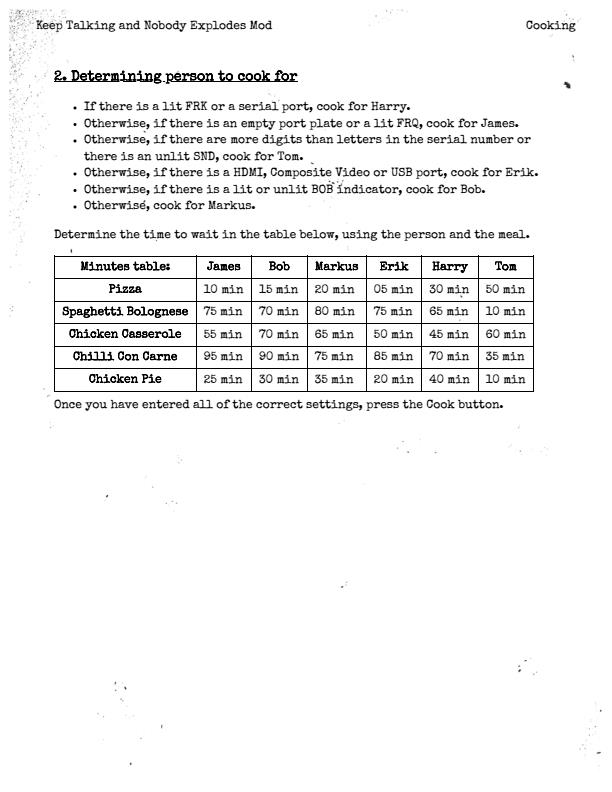 Keep Talking and Nobody Explodes Mod Cooking
2. Determining person to cook for
• If there is a lit FRK or a serial port, cook for Harry.
• Otherwise, if there is an empty port plate or a lit FRQ, cook for James.
• Otherwise, if there are more digits than letters in the serial number or
there is an unlit SND, cook for Tom.
• Otherwise, if there is a HDMI, Composite Video or USB port, cook for Erik.
• Otherwise, if there is a lit or unlit BOB indicator, cook for Bob.
• Otherwise, cook for Markus.
Determine the time to wait in the table below, using the person and the meal.
Minutes table: James Bob Markus Erik Harry Tom
Pizza 10 min 15 min 20 min 05 min 30 min 50 min
Spaghetti Bolognese 75 min 70 min 80 min 75 min 65 min 10 min
Chicken Casserole 55 min 70 min 65 min 50 min 45 min 60 min
Chilli Con Carne 95 min 90 min 75 min 85 min 70 min 35 min
Chicken Pie 25 min 30 min 35 min 20 min 40 min 10 min
Once you have entered all of the correct settings, press the Cook button.